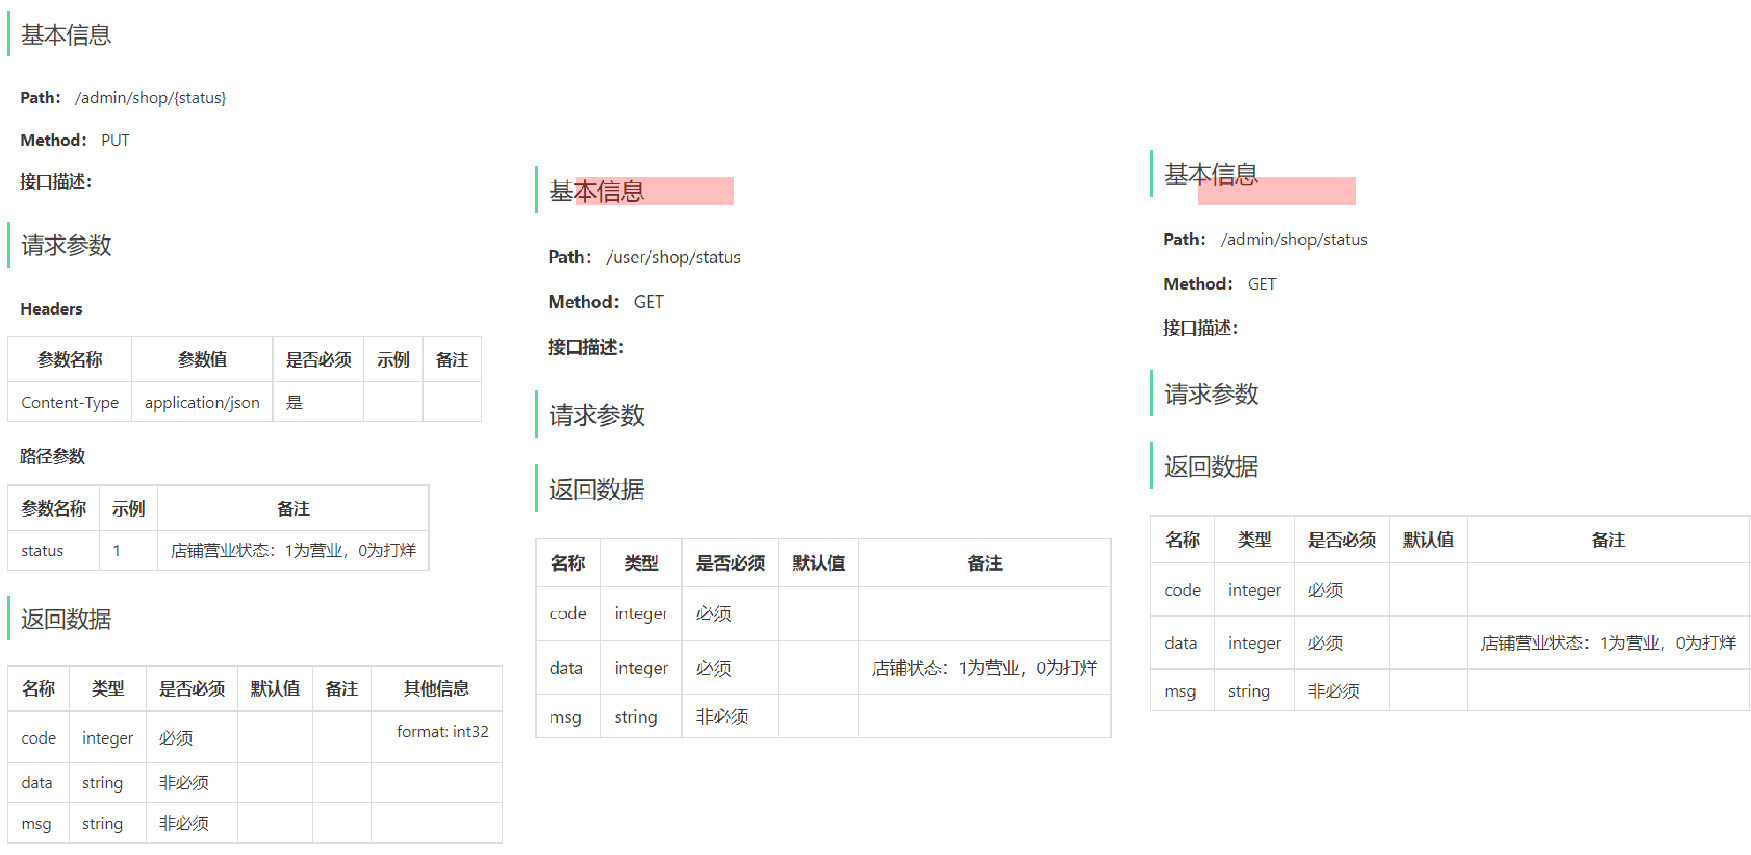 基本信息
Path： /admin/shop/{status}
Method： PUT
接口描述：
请求参数
Headers
参数名称 参数值 是否必须 示例 备注
Content-Type application/json 是
路径参数
参数名称 示例 备注
status 1 店铺营业状态：1为营业，0为打烊
返回数据
名称 类型 是否必须 默认值 备注 其他信息
code integer 必须 format: int32
data string 非必须
msg string 非必须
基本信息
Path： /user/shop/status
Method： GET
接口描述：
请求参数
返回数据
名称 类型 是否必须 默认值 备注
code integer 必须
data integer 必须 店铺状态：1为营业，0为打烊
msg string 非必须
基本信息
Path： /admin/shop/status
Method： GET
接口描述：
请求参数
返回数据
名称 类型 是否必须 默认值 备注
code integer 必须
data integer 必须 店铺营业状态：1为营业，0为打烊
msg string 非必须